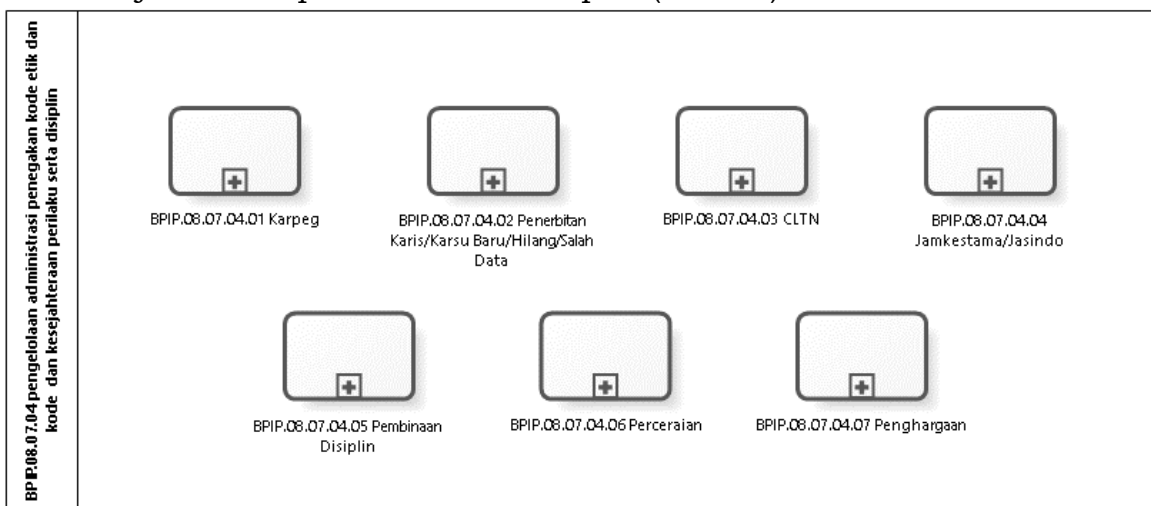 BPIP.08.07.04 pengelolaan administrasi penegakan kode etik dan
kode dan kesejahteraan perilaku serta disiplin
BPIP.08.07.04.01 Karpeg
BPIP.08.07.04.02 Penerbitan
Karis/Karsu Baru/Hilang/Salah
Data
BPIP.08.07.04.03 CLTN
BPIP.08.07.04.04
Jamkestama/Jasindo
BPIP.08.07.04.05 Pembinaan
Disiplin
BPIP.08.07.04.06 Perceraian
BPIP.08.07.04.07 Penghargaan